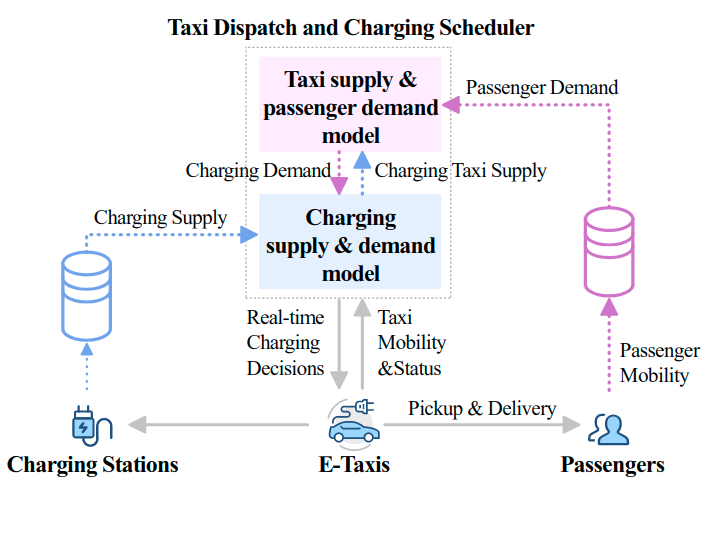 Taxi Dispatch and Charging Scheduler
Taxi supply &
passenger demand
model
Passenger Demand
Charging Demand
Charging Taxi Supply
Charging Supply
Charging
supply & demand
model
Real-time
Charging
Decisions
Taxi
Mobility
&Status
Passenger
Mobility
Pickup & Delivery
Charging Stations
E-Taxis
Passengers